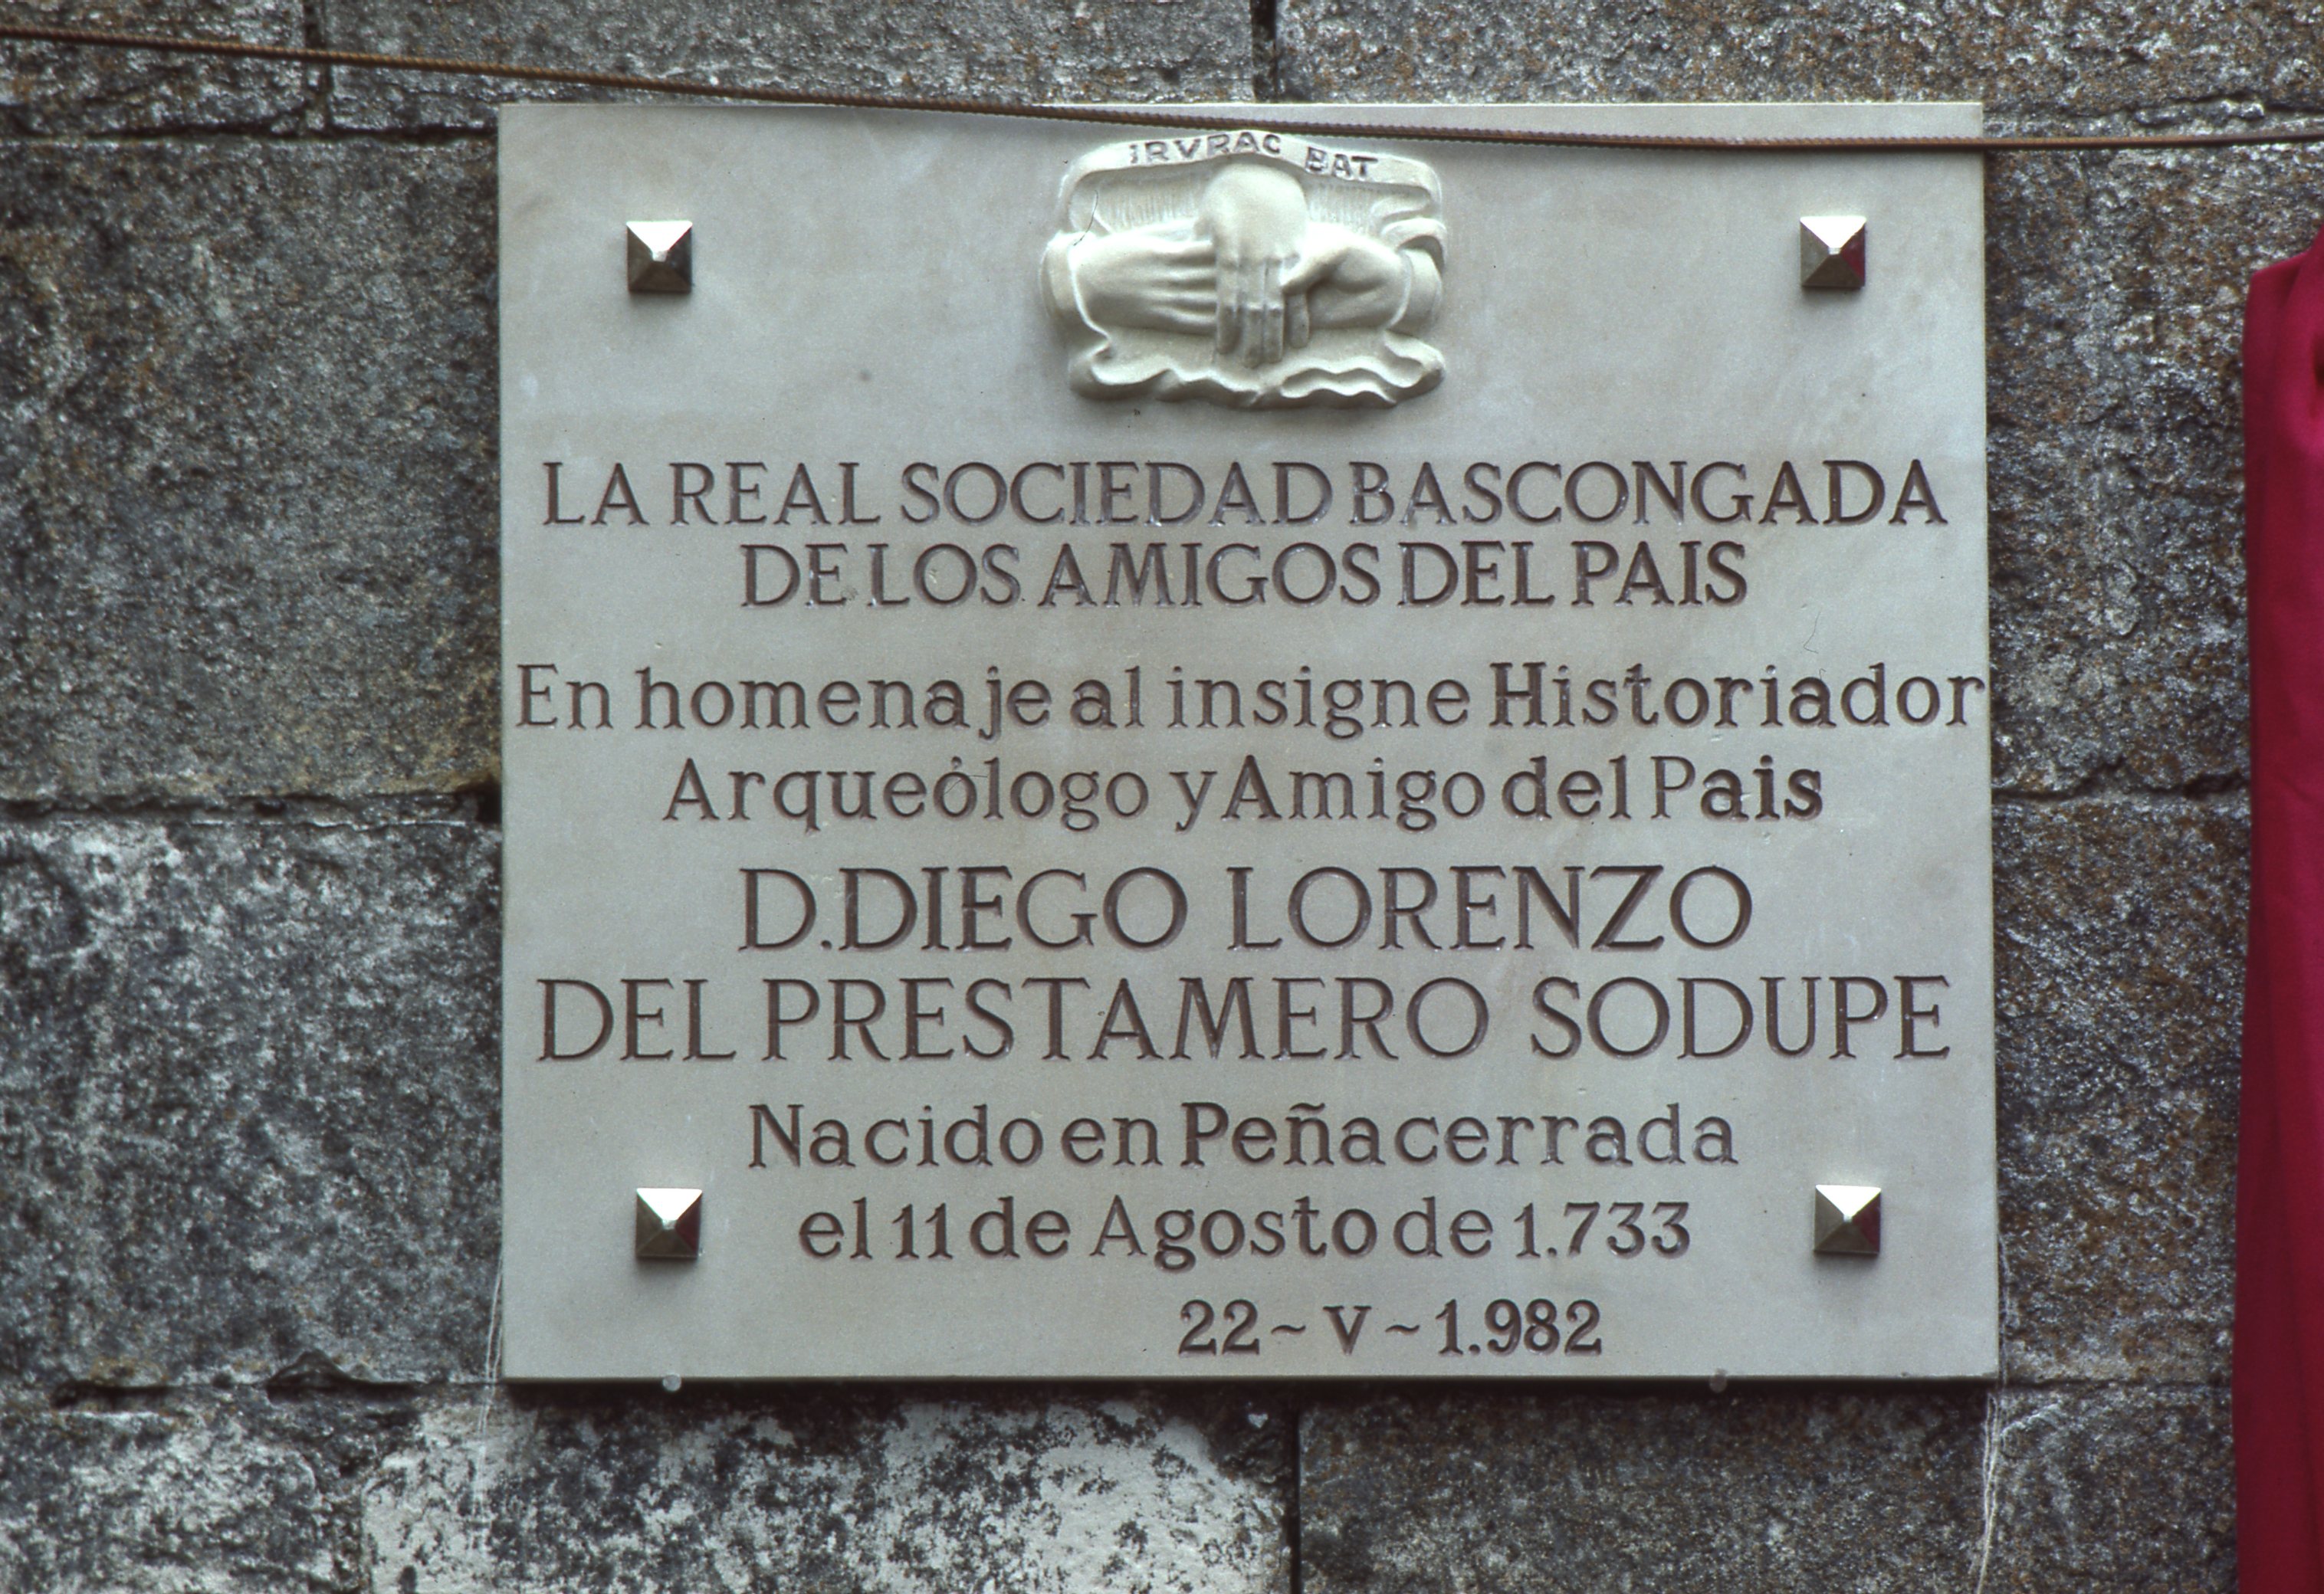 IRVRAC BAT
LA REAL SOCIEDAD BASCONGADA
DE LOS AMIGOS DEL PAIS
En homenaje al insigne Historiador
Arqueólogo y Amigo del Pais
D. DIEGO LORENZO
DEL PRESTAMERO SODUPE
Nacido en Peñacerrada
el 11 de Agosto de 1.733
22 ~ V ~ 1.982